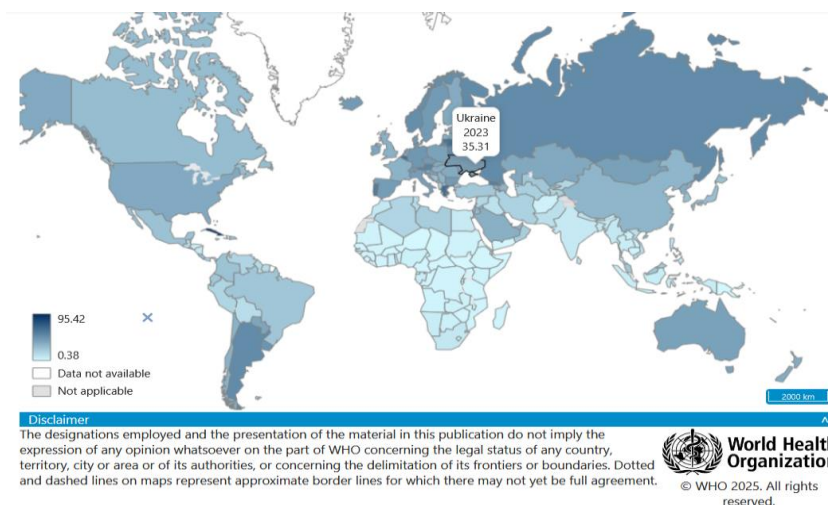 Ukraine
2023
35.31
95.42
0.38
Data not available
Not applicable
2000 km
Disclaimer
The designations employed and the presentation of the material in this publication do not imply the
expression of any opinion whatsoever on the part of WHO concerning the legal status of any country,
territory, city or area or of its authorities, or concerning the delimitation of its frontiers or boundaries. Dotted
and dashed lines on maps represent approximate border lines for which there may not yet be full agreement.
World Health
Organization
© WHO 2025. All rights
reserved.